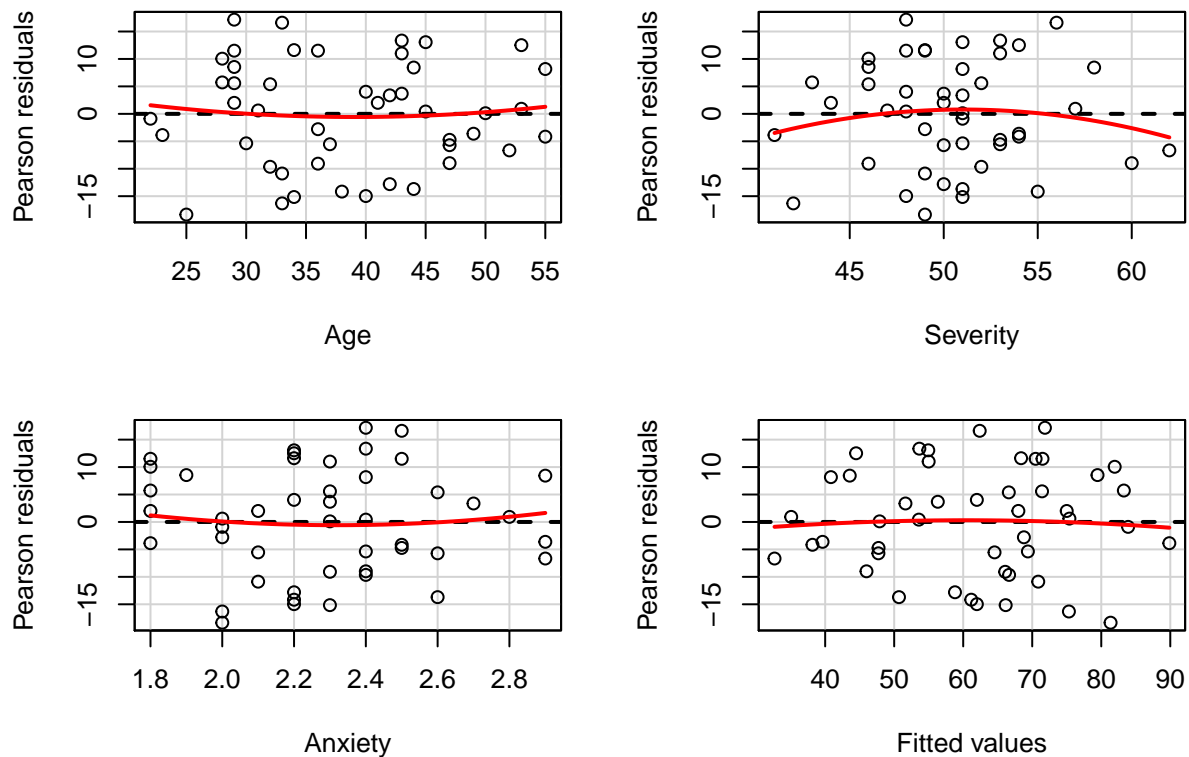 Pearson residuals
10
0
−15
25 30 35 40 45 50 55
Age
Pearson residuals
10
0
−15
45 50 55 60
Severity
Pearson residuals
10
0
−15
1.8 2.0 2.2 2.4 2.6 2.8
Anxiety
Pearson residuals
10
0
−15
40 50 60 70 80 90
Fitted values